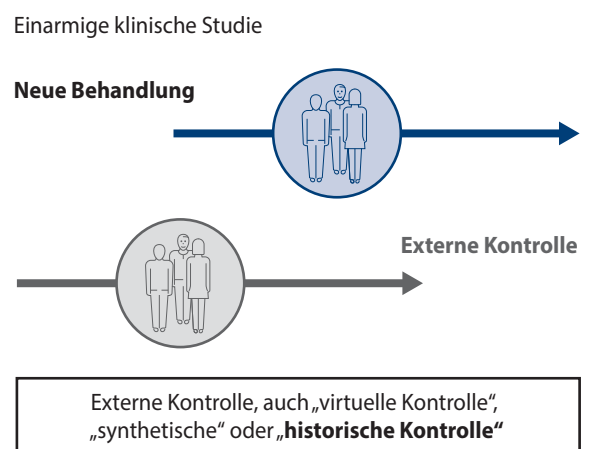 Einarmige klinische Studie
Neue Behandlung
Externe Kontrolle
Externe Kontrolle, auch „virtuelle Kontrolle“,
„synthetische“ oder „historische Kontrolle“